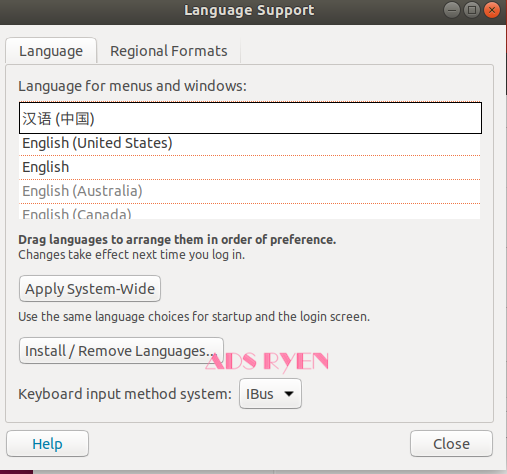 Language Support
Language
Regional Formats
Language for menus and windows:
汉语 (中国)
English (United States)
English
English (Australia)
English (Canada)
Drag languages to arrange them in order of preference.
Changes take effect next time you log in.
Apply System-Wide
Use the same language choices for startup and the login screen.
Install / Remove Languages...
ADS RYEN
Keyboard input method system:
IBus
Help
Close